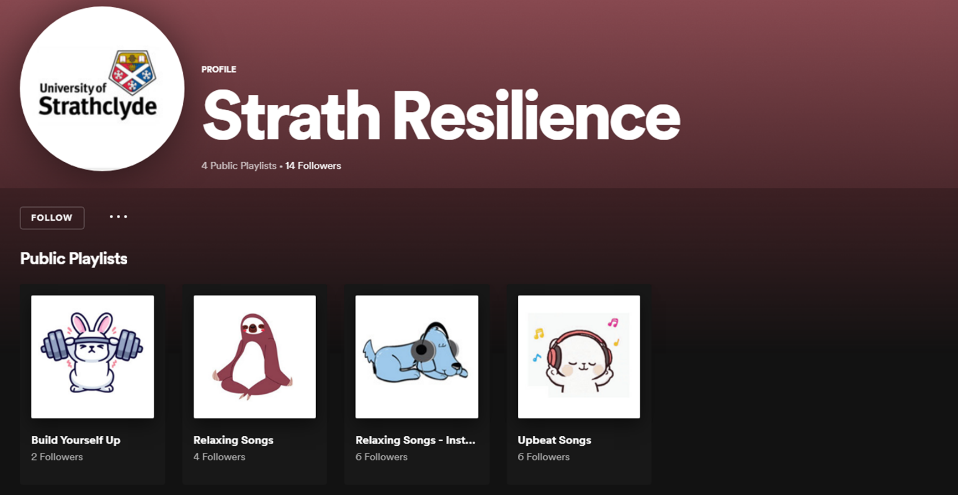 University of
Strathclyde
PROFILE
Strath Resilience
4 Public Playlists • 14 Followers
FOLLOW
Public Playlists
Build Yourself Up
2 Followers
Relaxing Songs
4 Followers
Relaxing Songs - Inst...
6 Followers
Upbeat Songs
6 Followers